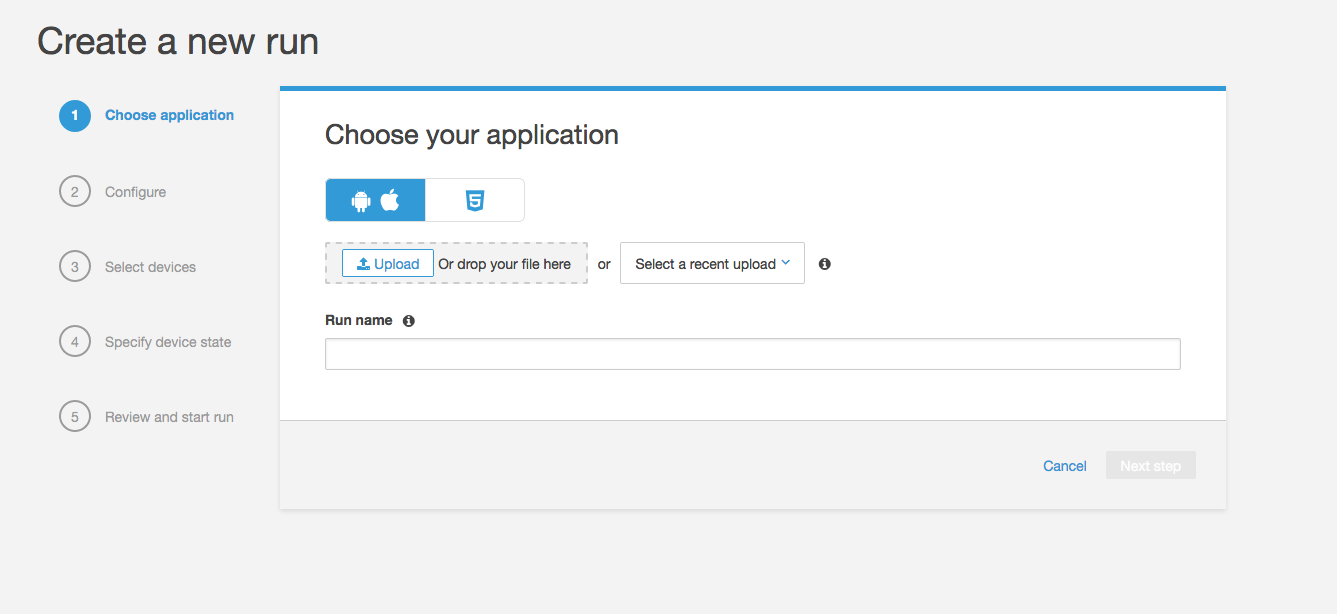 Create a new run
1 Choose application
2 Configure
3 Select devices
4 Specify device state
5 Review and start run
Choose your application
Upload Or drop your file here or Select a recent upload
Run name
Cancel Next step